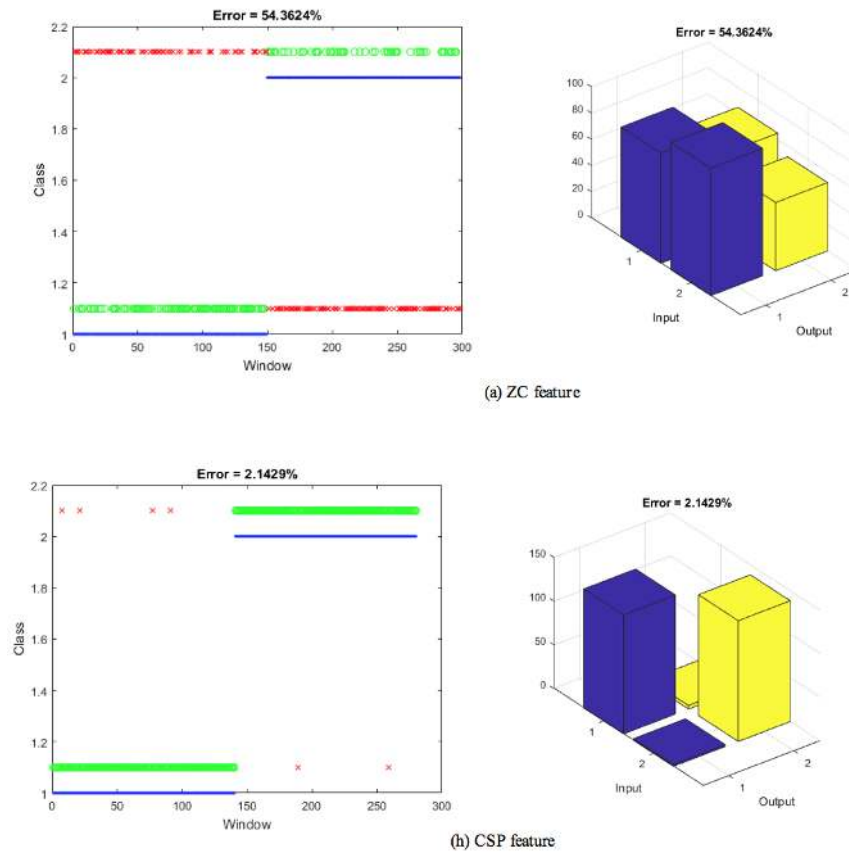 Error = 54.3624%
2.2
2
1.8
1.6
1.4
1.2
1
Class
0 50 100 150 200 250 300
Window
Error = 54.3624%
100
80
60
40
20
0
1
2
Input
1
2
Output
(a) ZC feature
Error = 2.1429%
2.2
2
1.8
1.6
1.4
1.2
1
Class
0 50 100 150 200 250 300
Window
Error = 2.1429%
150
100
50
0
1
2
Input
1
2
Output
(h) CSP feature